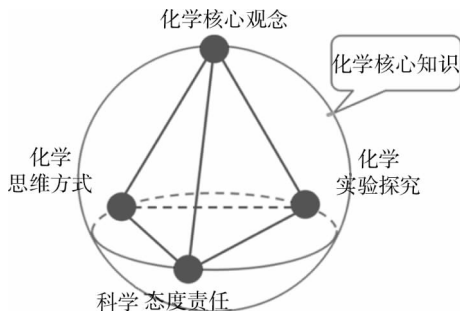 化学核心观念
化学核心知识
化学
思维方式
化学
实验探究
科学 态度责任